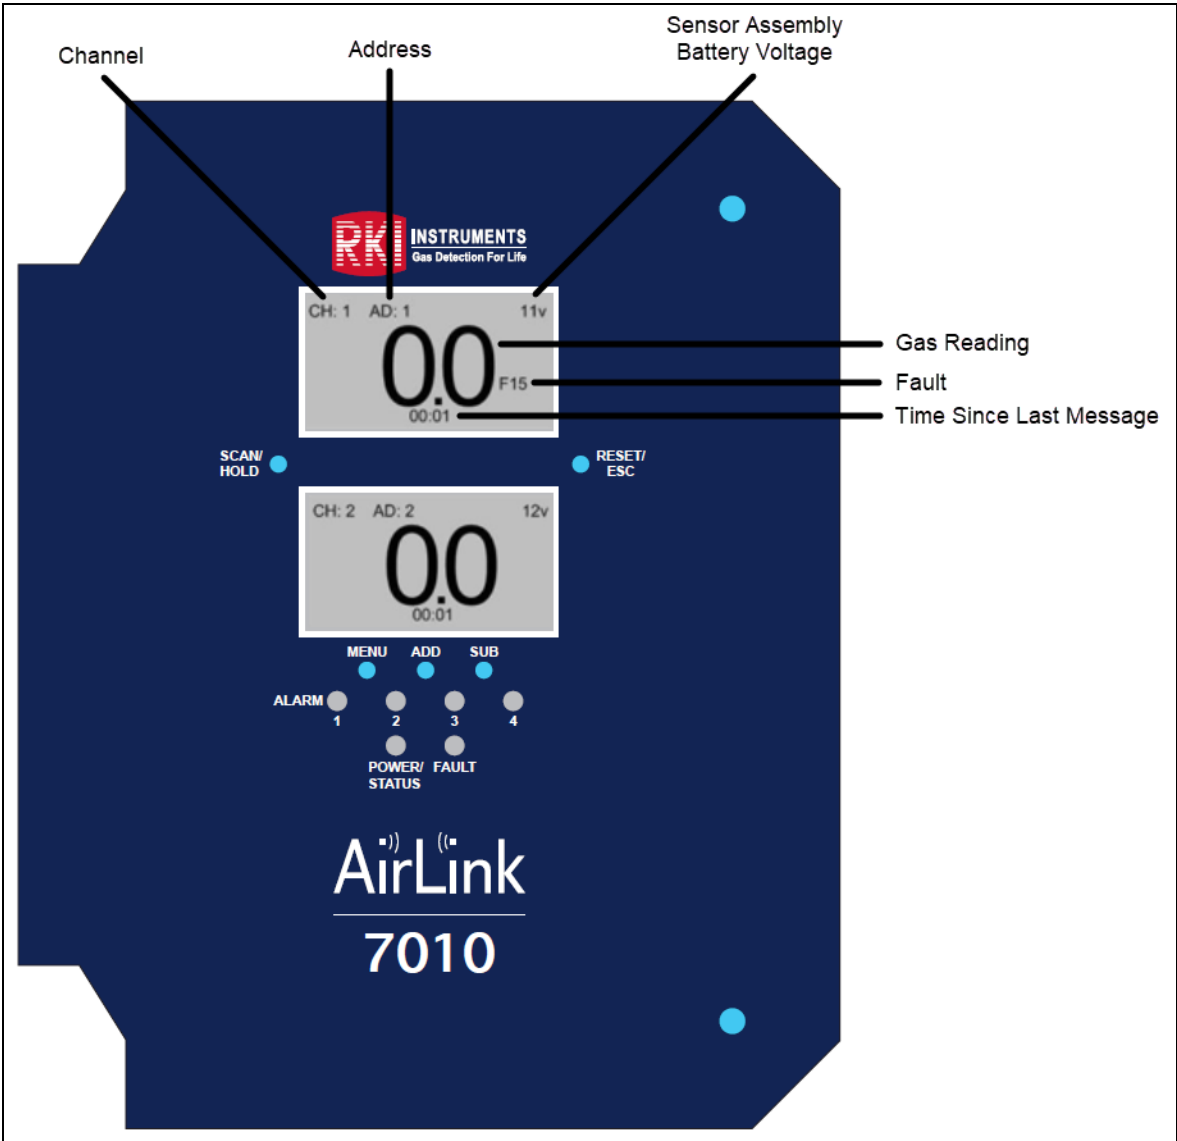 Channel
Address
Sensor Assembly
Battery Voltage
RKI
INSTRUMENTS
Gas Detection For Life
CH: 1 AD: 1 11v
0.0
F15
00:01
Gas Reading
Fault
Time Since Last Message
SCAN/
HOLD
RESET/
ESC
CH: 2 AD: 2 12v
0.0
00:01
MENU ADD SUB
ALARM
1 2 3 4
POWER/
STATUS
FAULT
AirLink
7010